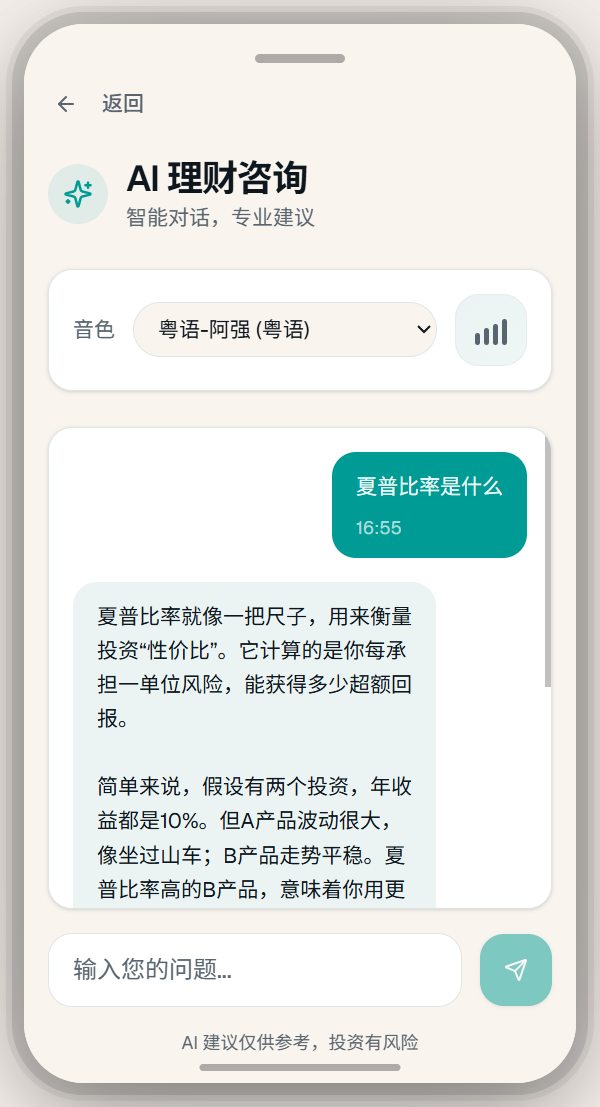 返回
AI 理财咨询
智能对话，专业建议
音色
粤语-阿强 (粤语)
夏普比率是什么
16:55
夏普比率就像一把尺子，用来衡量
投资“性价比”。它计算的是你每承
担一单位风险，能获得多少超额回
报。
简单来说，假设有两个投资，年收
益都是10%。但A产品波动很大，
像坐过山车；B产品走势平稳。夏
普比率高的B产品，意味着你用更
输入您的问题...
AI 建议仅供参考，投资有风险